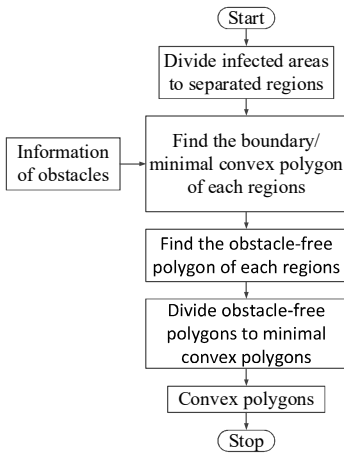 Start
Divide infected areas
to separated regions
Information
of obstacles
Find the boundary/
minimal convex polygon
of each regions
Find the obstacle-free
polygon of each regions
Divide obstacle-free
polygons to minimal
convex polygons
Convex polygons
Stop